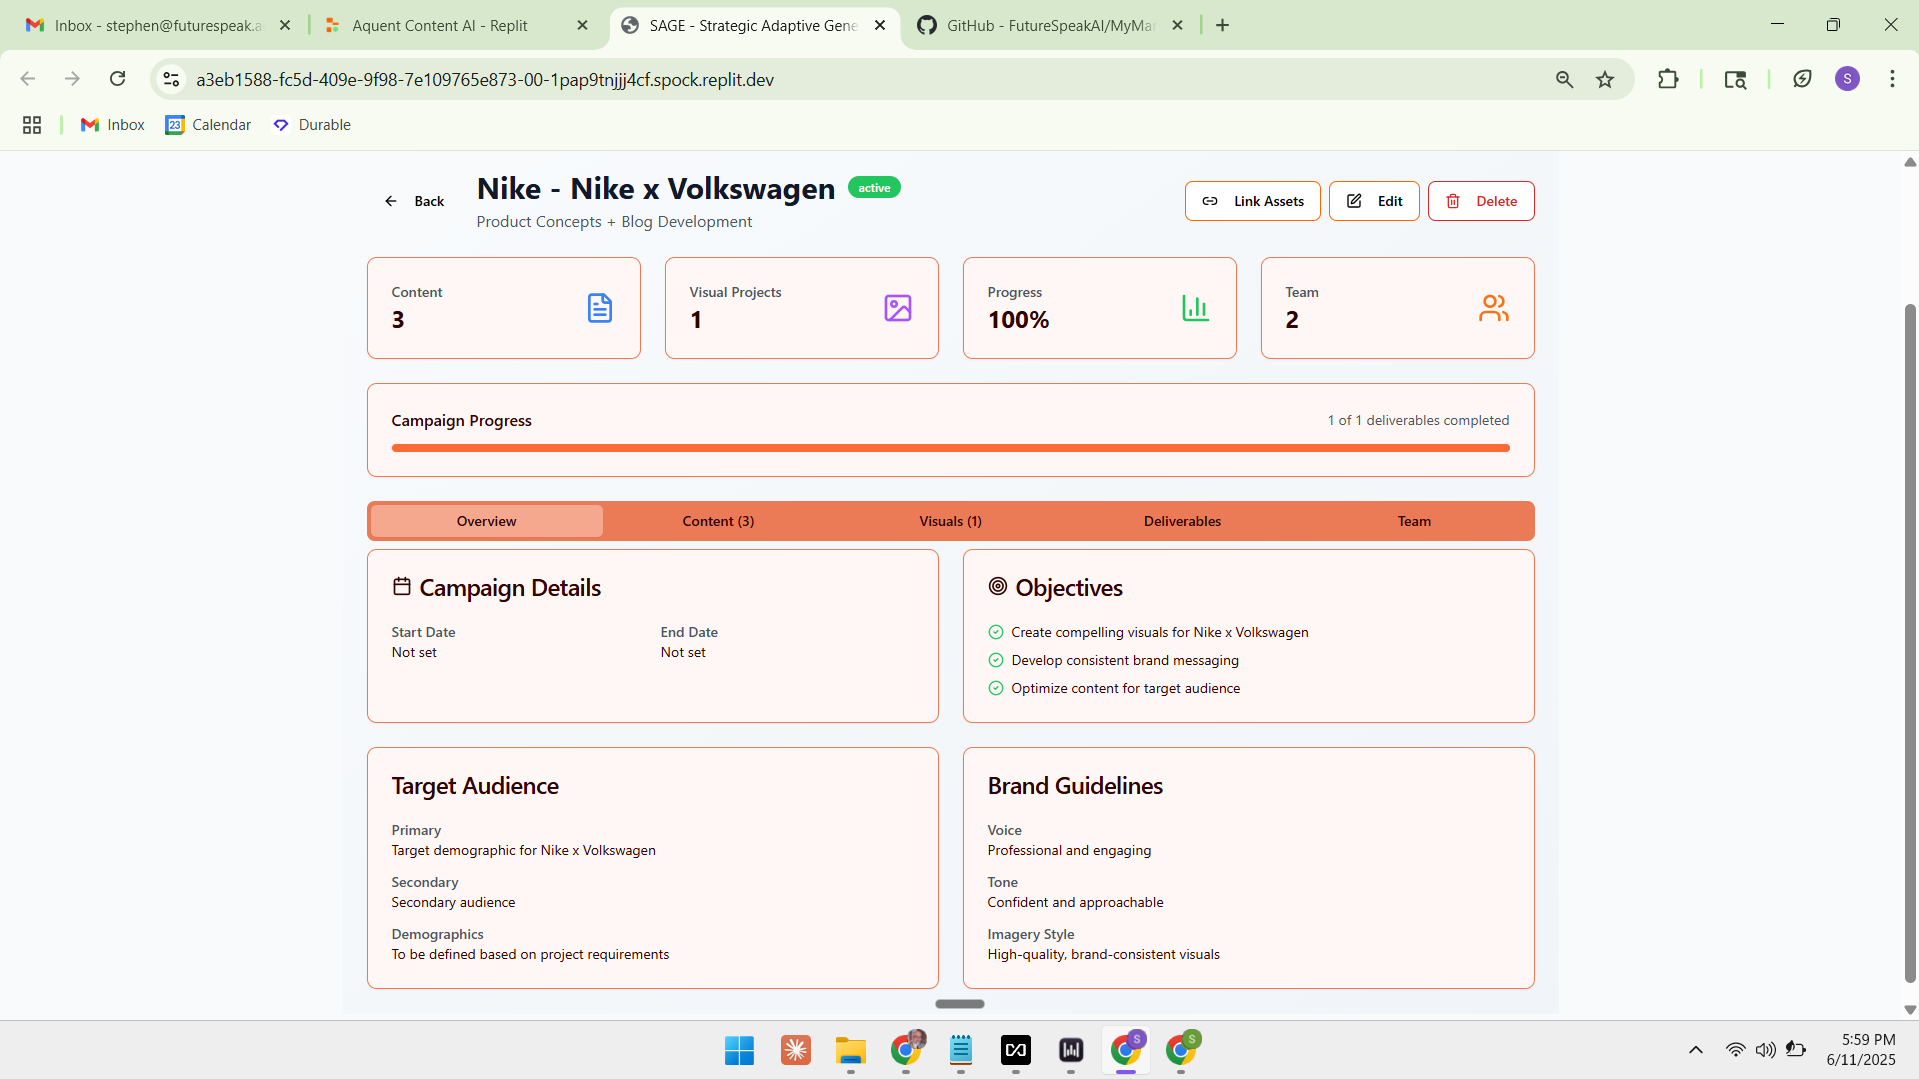 Inbox - stephen@futurespeak.a
Aquent Content AI - Replit
SAGE - Strategic Adaptive Gene
GitHub - FutureSpeakAI/MyMar
a3eb1588-fc5d-409e-9f98-7e109765e873-00-1pap9tnjjj4cf.spock.replit.dev
S
Inbox
23
Calendar
Durable
Back
Nike - Nike x Volkswagen
active
Product Concepts + Blog Development
Link Assets
Edit
Delete
Content
3
Visual Projects
1
Progress
100%
Team
2
Campaign Progress
1 of 1 deliverables completed
Overview
Content (3)
Visuals (1)
Deliverables
Team
Campaign Details
Start Date
Not set
End Date
Not set
Objectives
Create compelling visuals for Nike x Volkswagen
Develop consistent brand messaging
Optimize content for target audience
Target Audience
Primary
Target demographic for Nike x Volkswagen
Secondary
Secondary audience
Demographics
To be defined based on project requirements
Brand Guidelines
Voice
Professional and engaging
Tone
Confident and approachable
Imagery Style
High-quality, brand-consistent visuals
S
S
5:59 PM
6/11/2025